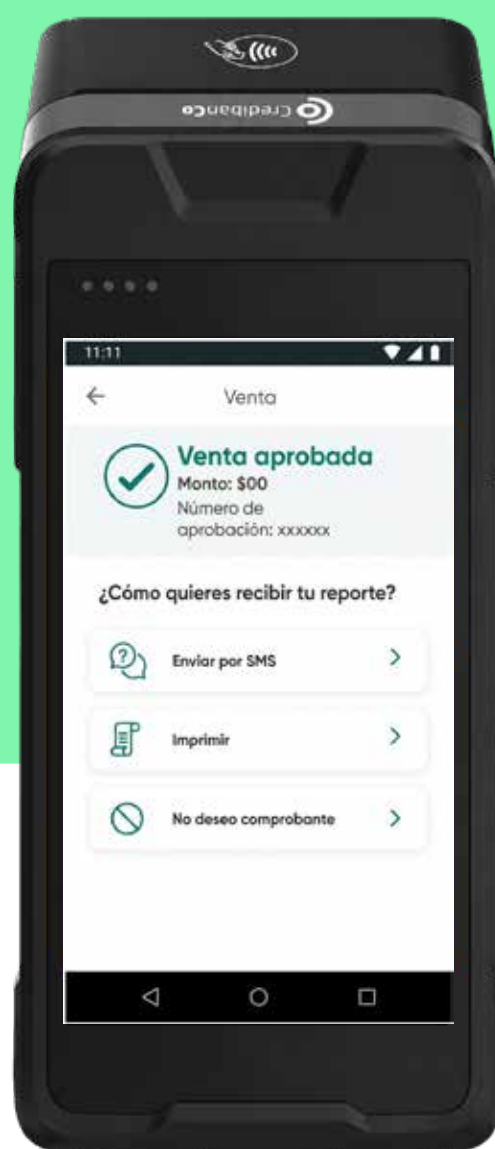 CredibanCo
11:11
Venta
Venta aprobada
Monto: $00
Número de
aprobación: xxxxxx
¿Cómo quieres recibir tu reporte?
Enviar por SMS
Imprimir
No deseo comprobante